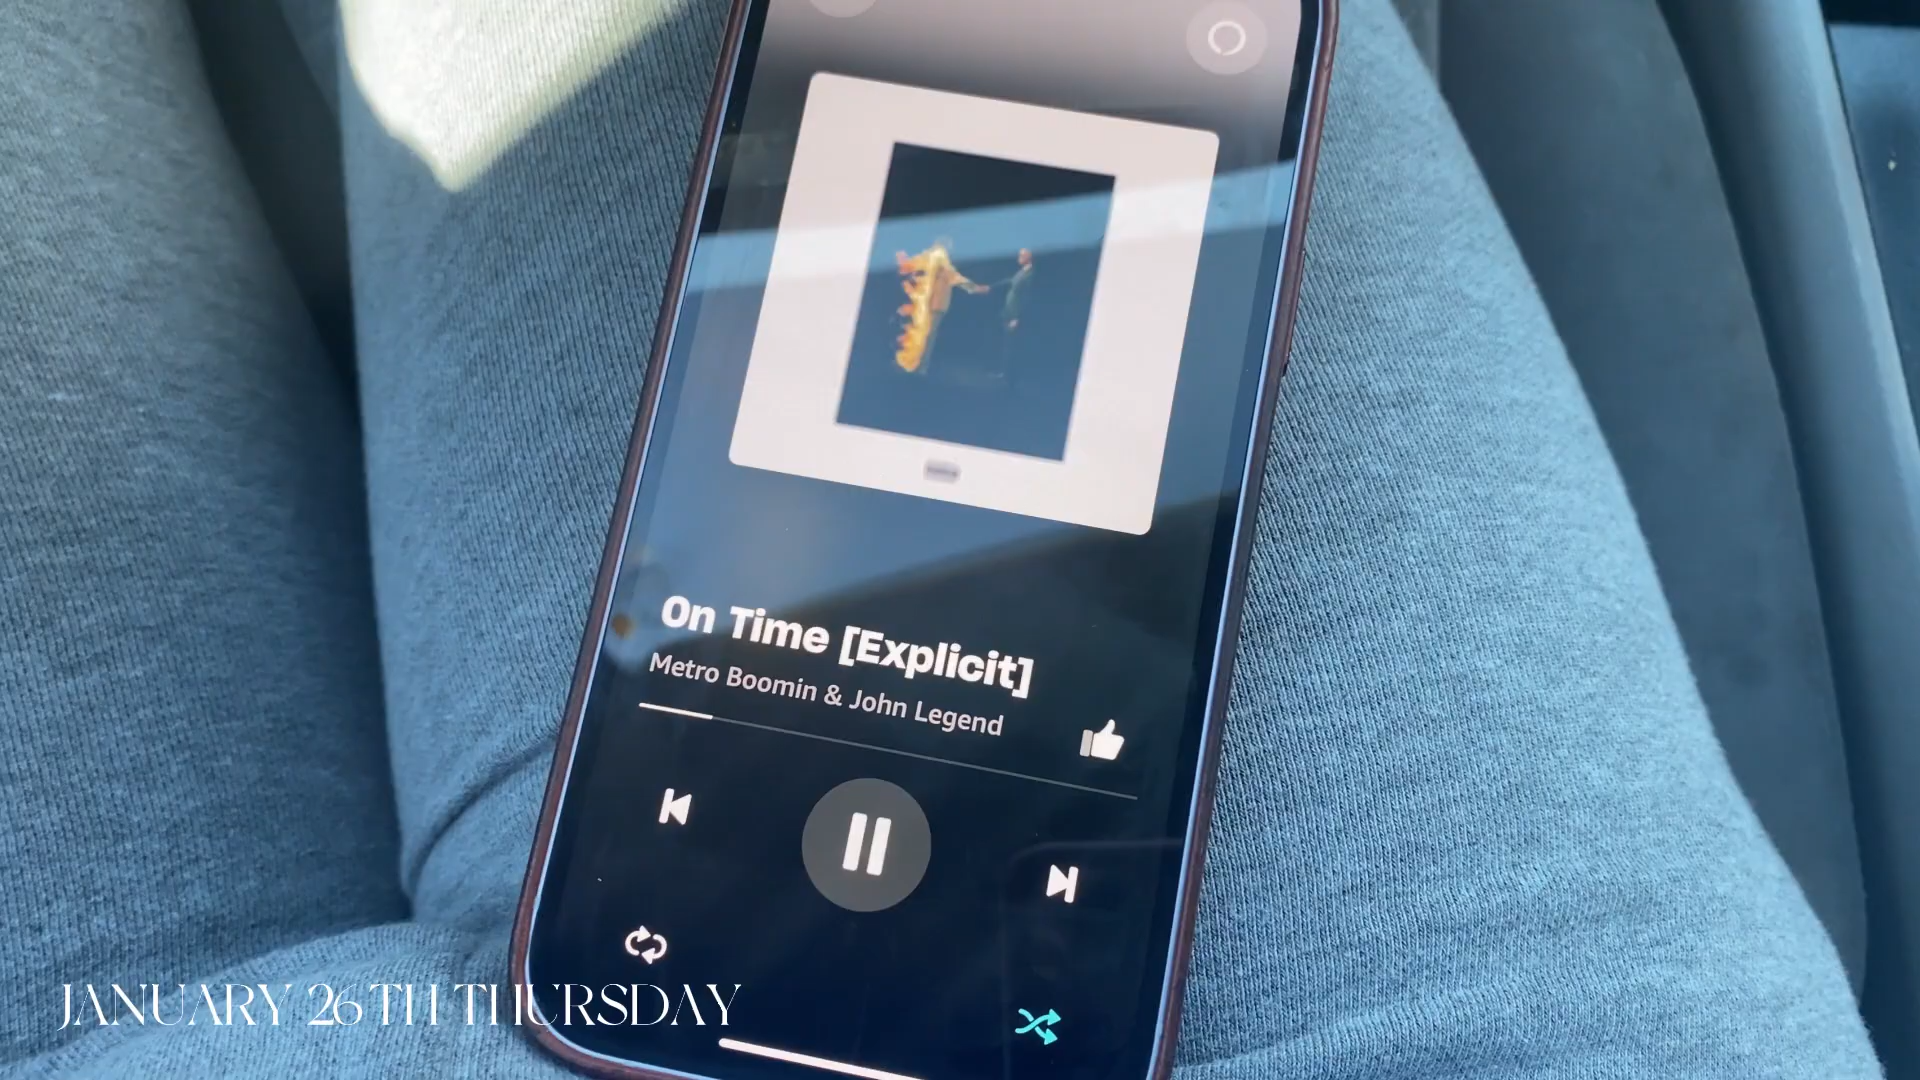 On Time [Explicit]
Metro Boomin & John Legend
JANUARY 26TH THURSDAY